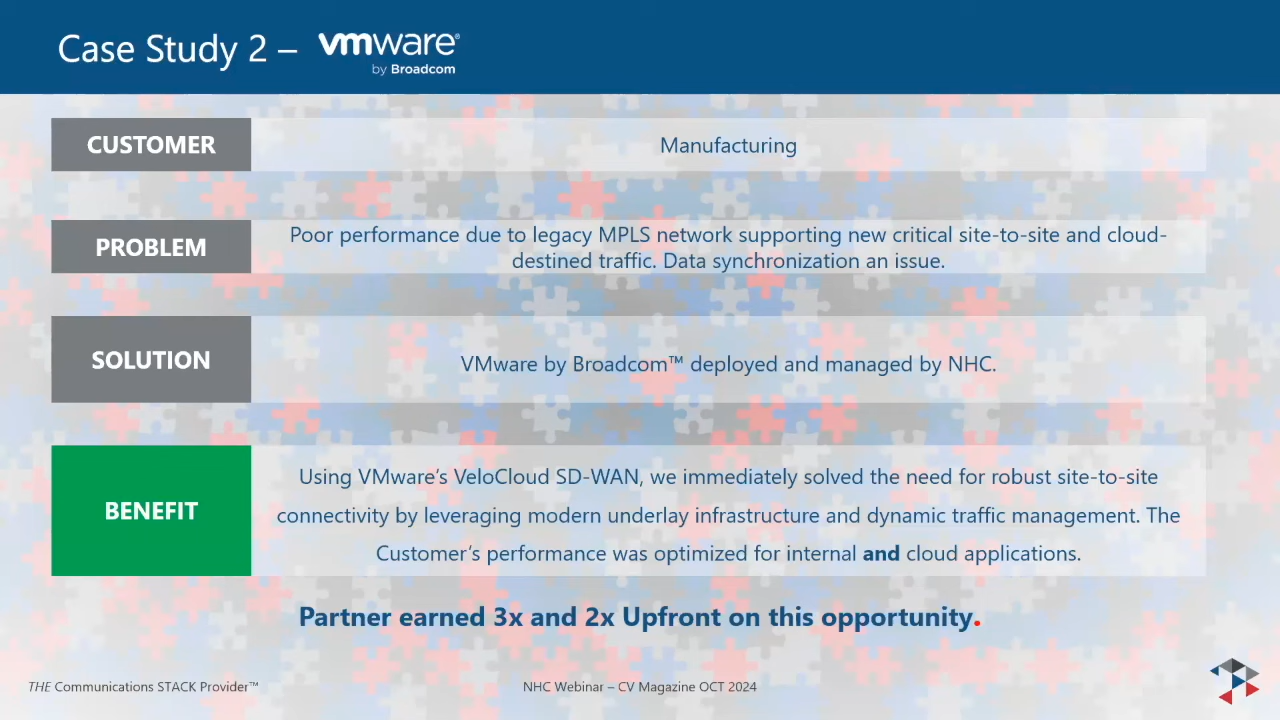 Case Study 2 – vmware®
by Broadcom
CUSTOMER
Manufacturing
PROBLEM
Poor performance due to legacy MPLS network supporting new critical site-to-site and cloud-
destined traffic. Data synchronization an issue.
SOLUTION
VMware by Broadcom™ deployed and managed by NHC.
BENEFIT
Using VMware’s VeloCloud SD-WAN, we immediately solved the need for robust site-to-site
connectivity by leveraging modern underlay infrastructure and dynamic traffic management. The
Customer’s performance was optimized for internal and cloud applications.
Partner earned 3x and 2x Upfront on this opportunity.
THE Communications STACK Provider™
NHC Webinar – CV Magazine OCT 2024